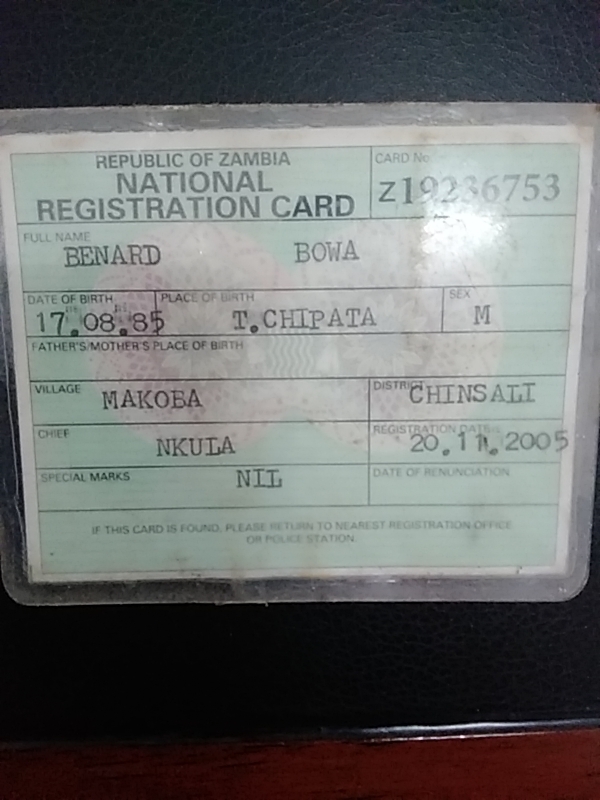 REPUBLIC OF ZAMBIA
NATIONAL
REGISTRATION CARD
CARD No
Z19236753
FULL NAME
BENARD BOWA
DATE OF BIRTH PLACE OF BIRTH SEX
17.08.85 T.CHIPATA M
FATHER'S/MOTHER'S PLACE OF BIRTH
VILLAGE MAKOBA
DISTRICT CHINSALI
CHIEF NKULA
REGISTRATION DATE
20.11.2005
SPECIAL MARKS NIL
DATE OF RENUNCIATION
IF THIS CARD IS FOUND, PLEASE RETURN TO NEAREST REGISTRATION OFFICE
OR POLICE STATION.